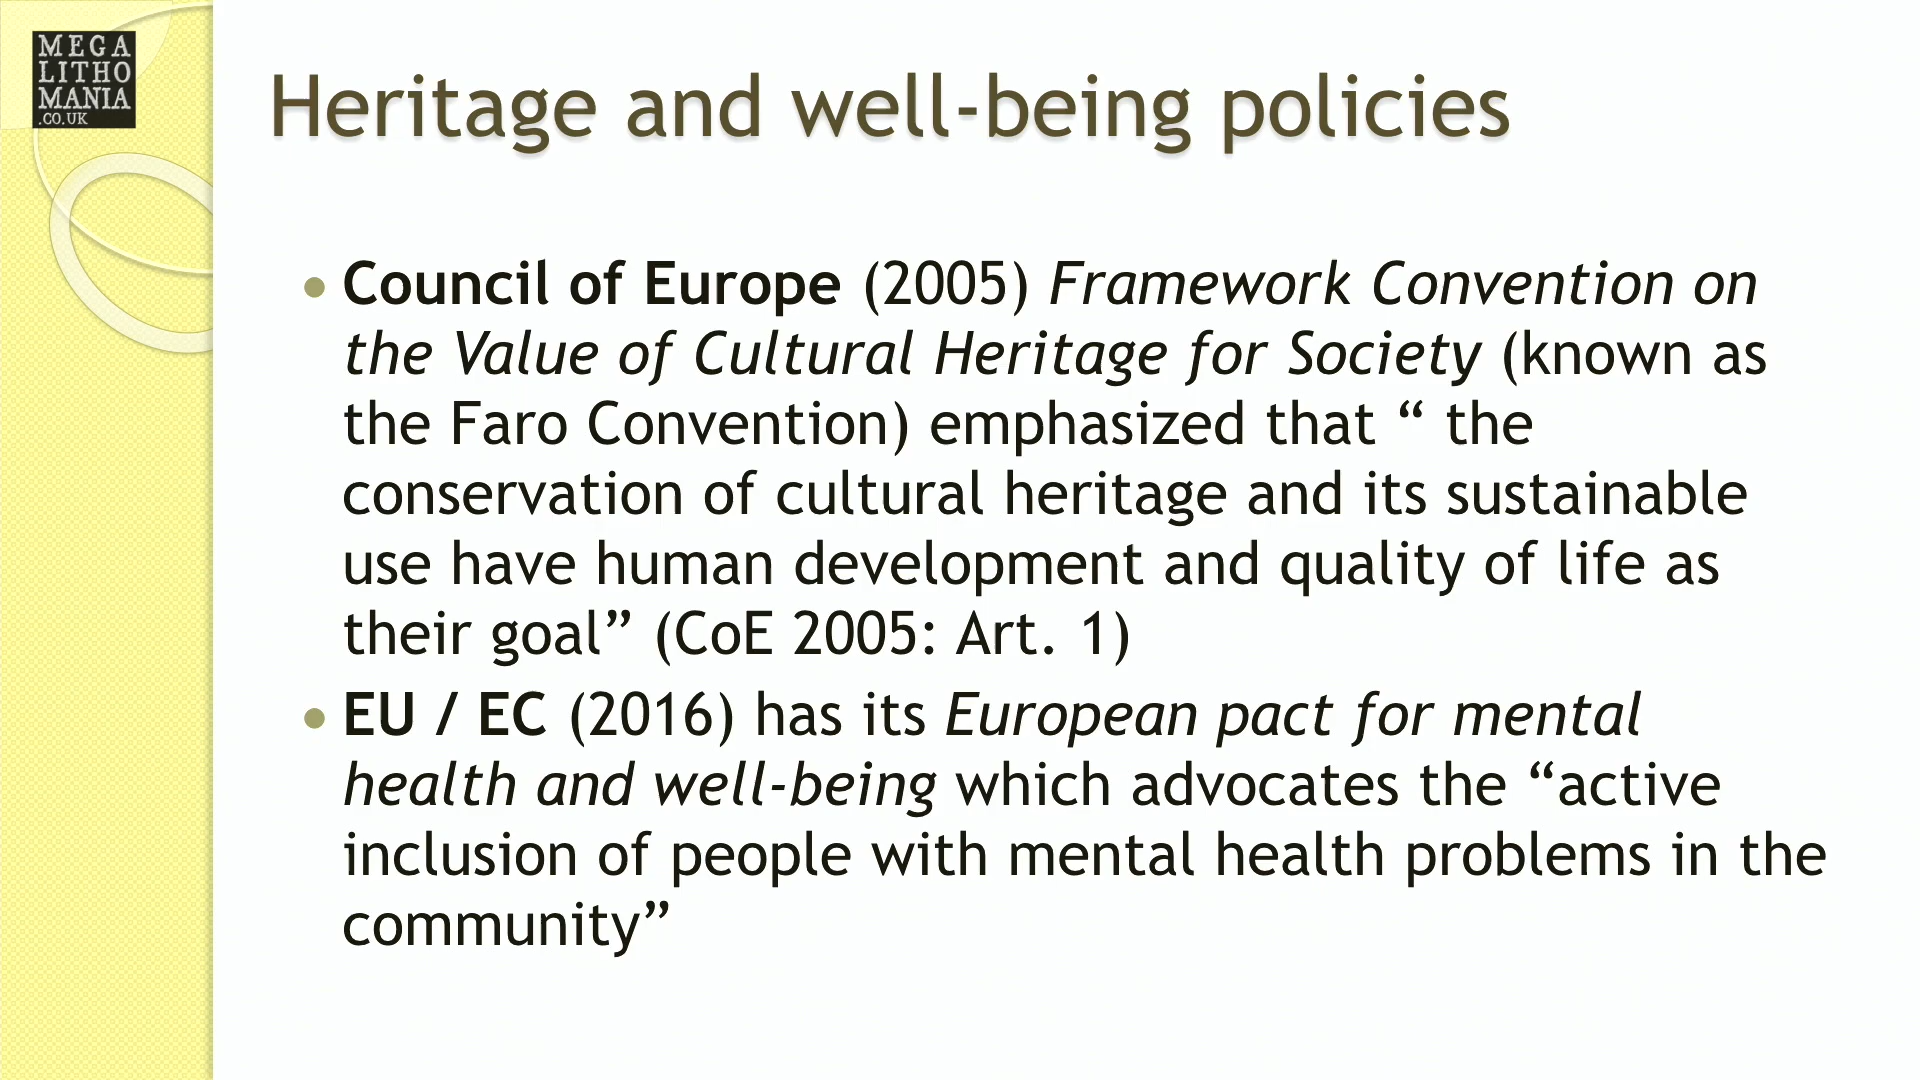 MEGA
LITHO
MANIA
.CO.UK
Heritage and well-being policies
• Council of Europe (2005) Framework Convention on
the Value of Cultural Heritage for Society (known as
the Faro Convention) emphasized that “ the
conservation of cultural heritage and its sustainable
use have human development and quality of life as
their goal” (CoE 2005: Art. 1)
• EU / EC (2016) has its European pact for mental
health and well-being which advocates the “active
inclusion of people with mental health problems in the
community”